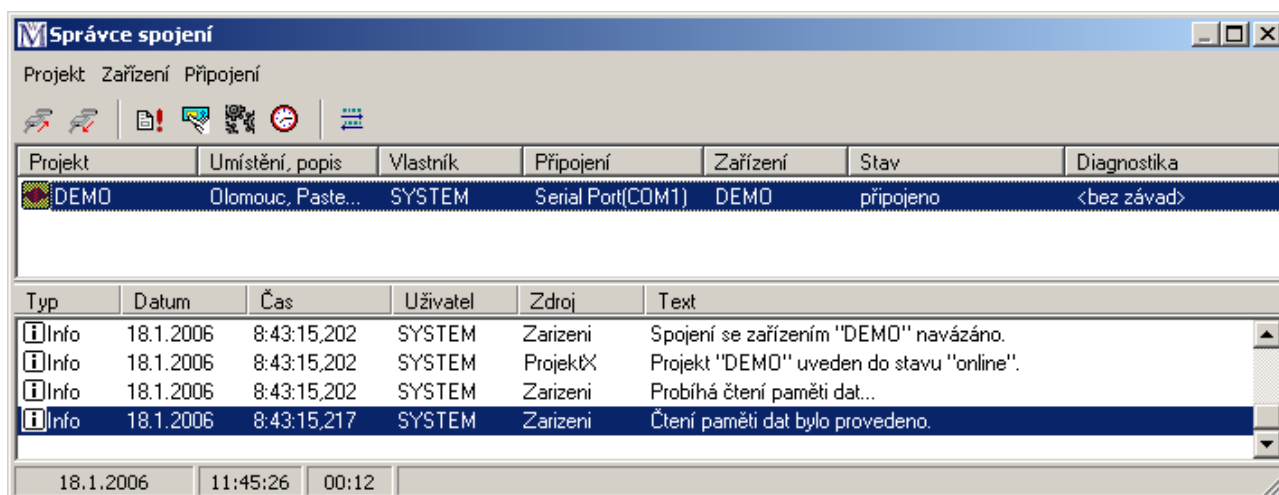 Správce spojení
Projekt Zařízení Připojení
Projekt Umístění, popis Vlastník Připojení Zařízení Stav Diagnostika
DEMO Olomouc, Paste... SYSTEM Serial Port(COM1) DEMO připojeno <bez závad>
Typ Datum Čas Uživatel Zdroj Text
Info 18.1.2006 8:43:15,202 SYSTEM Zarizeni Spojení se zařízením "DEMO" navázáno.
Info 18.1.2006 8:43:15,202 SYSTEM ProjektX Projekt "DEMO" uveden do stavu "online".
Info 18.1.2006 8:43:15,202 SYSTEM Zarizeni Probíhá čtení paměti dat...
Info 18.1.2006 8:43:15,217 SYSTEM Zarizeni Čtení paměti dat bylo provedeno.
18.1.2006 11:45:26 00:12